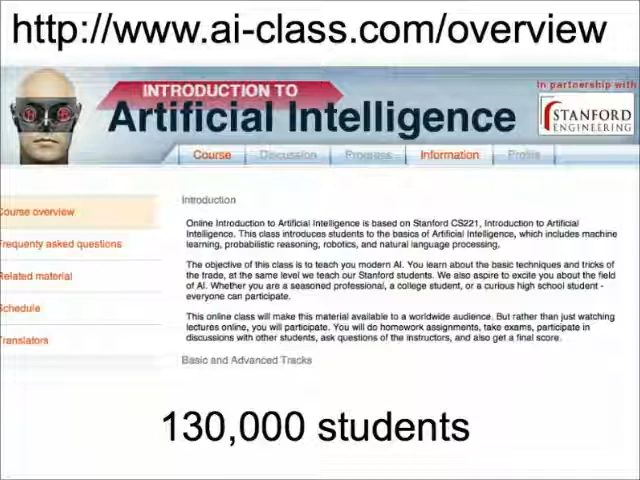 http://www.ai-class.com/overview
INTRODUCTION TO
Artificial Intelligence
In partnership with
STANFORD
ENGINEERING
Course Discussion Progress Information Profile
Course overview
Frequenty asked questions
Related material
Schedule
Translators
Introduction
Online Introduction to Artificial Intelligence is based on Stanford CS221, Introduction to Artificial
Intelligence. This class introduces students to the basics of Artificial Intelligence, which includes machine
learning, probabilistic reasoning, robotics, and natural language processing.
The objective of this class is to teach you modern AI. You learn about the basic techniques and tricks of
the trade, at the same level we teach our Stanford students. We also aspire to excite you about the field
of AI. Whether you are a seasoned professional, a college student, or a curious high school student -
everyone can participate.
This online class will make this material available to a worldwide audience. But rather than just watching
lectures online, you will participate. You will do homework assignments, take exams, participate in
discussions with other students, ask questions of the instructors, and also get a final score.
Basic and Advanced Tracks
130,000 students